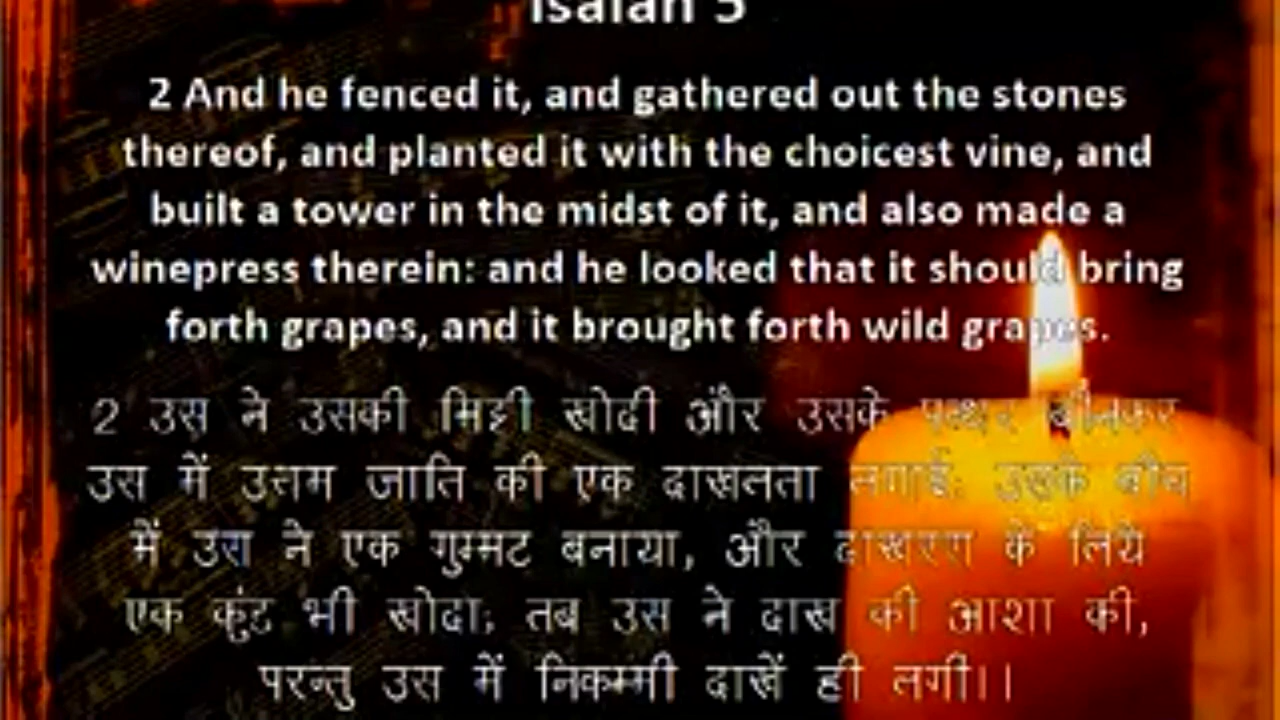 Isaiah 5
2 And he fenced it, and gathered out the stones
thereof, and planted it with the choicest vine, and
built a tower in the midst of it, and also made a
winepress therein: and he looked that it should bring
forth grapes, and it brought forth wild grapes.
2 उस ने उसकी मिट्टी खोदी और उसके पत्थर बीनकर
उस में उत्तम जाति की एक दाखलता लगाई; उसके बीच
में उस ने एक गुम्मट बनाया, और दाखरस के लिये
एक कुंट भी खोदा; तब उस ने दाख की आशा की,
परन्तु उस में निकम्मी दाखें ही लगीं।।